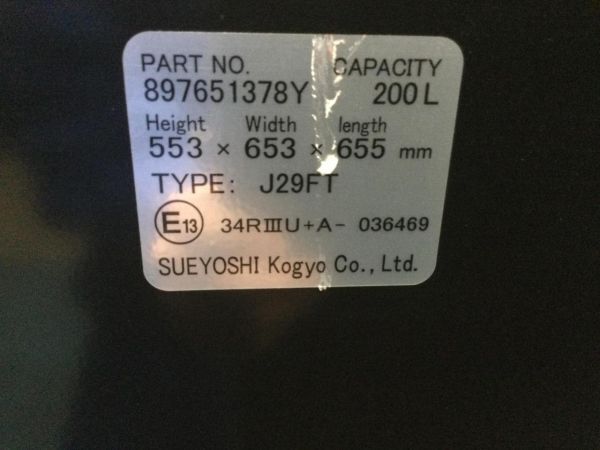 PART NO. CAPACITY
897651378Y 200L
Height Width length
553 × 653 × 655 mm
TYPE: J29FT
E13 34RⅢU+A- 036469
SUEYOSHI Kogyo Co., Ltd.